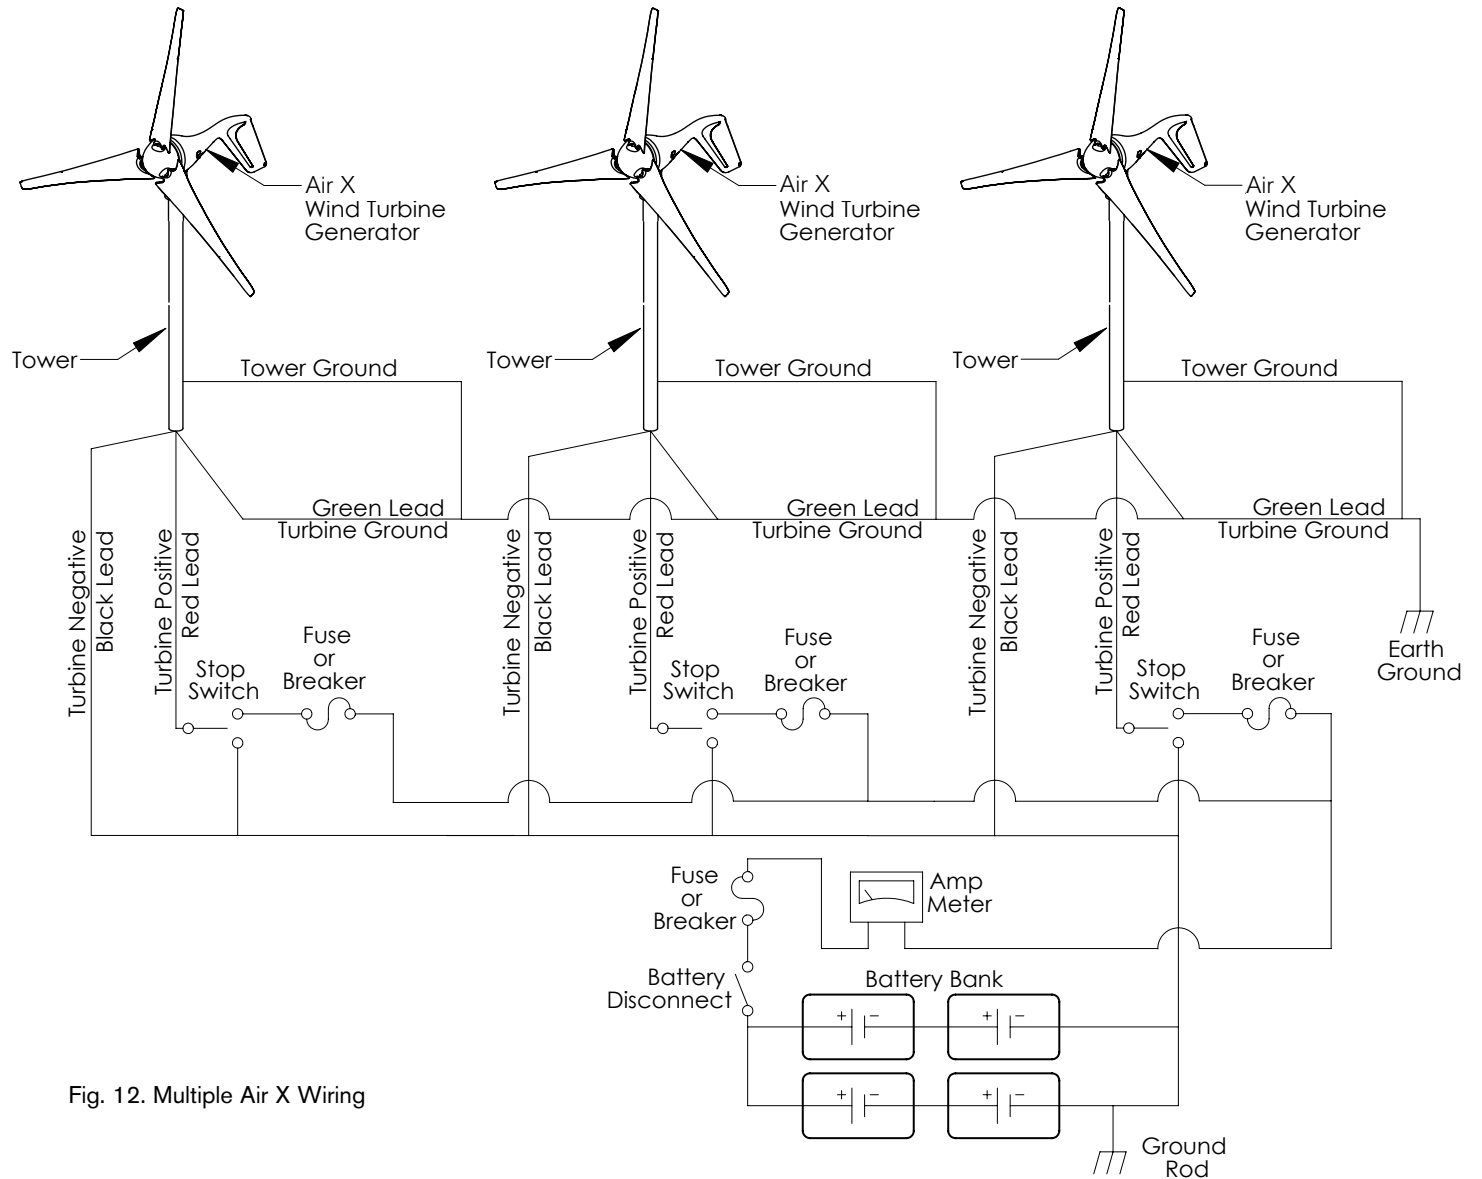 Air X
Wind Turbine
Generator
Air X
Wind Turbine
Generator
Air X
Wind Turbine
Generator
Tower
Tower
Tower
Tower Ground
Tower Ground
Tower Ground
Green Lead
Turbine Ground
Green Lead
Turbine Ground
Green Lead
Turbine Ground
Turbine Negative
Black Lead
Turbine Positive
Red Lead
Turbine Negative
Black Lead
Turbine Positive
Red Lead
Turbine Negative
Black Lead
Turbine Positive
Red Lead
Stop
Switch
Fuse
or
Breaker
Stop
Switch
Fuse
or
Breaker
Stop
Switch
Fuse
or
Breaker
Earth
Ground
Fuse
or
Breaker
Amp
Meter
Battery
Disconnect
Battery Bank
+ −
+ −
+ −
+ −
Fig. 12. Multiple Air X Wiring
Ground
Rod